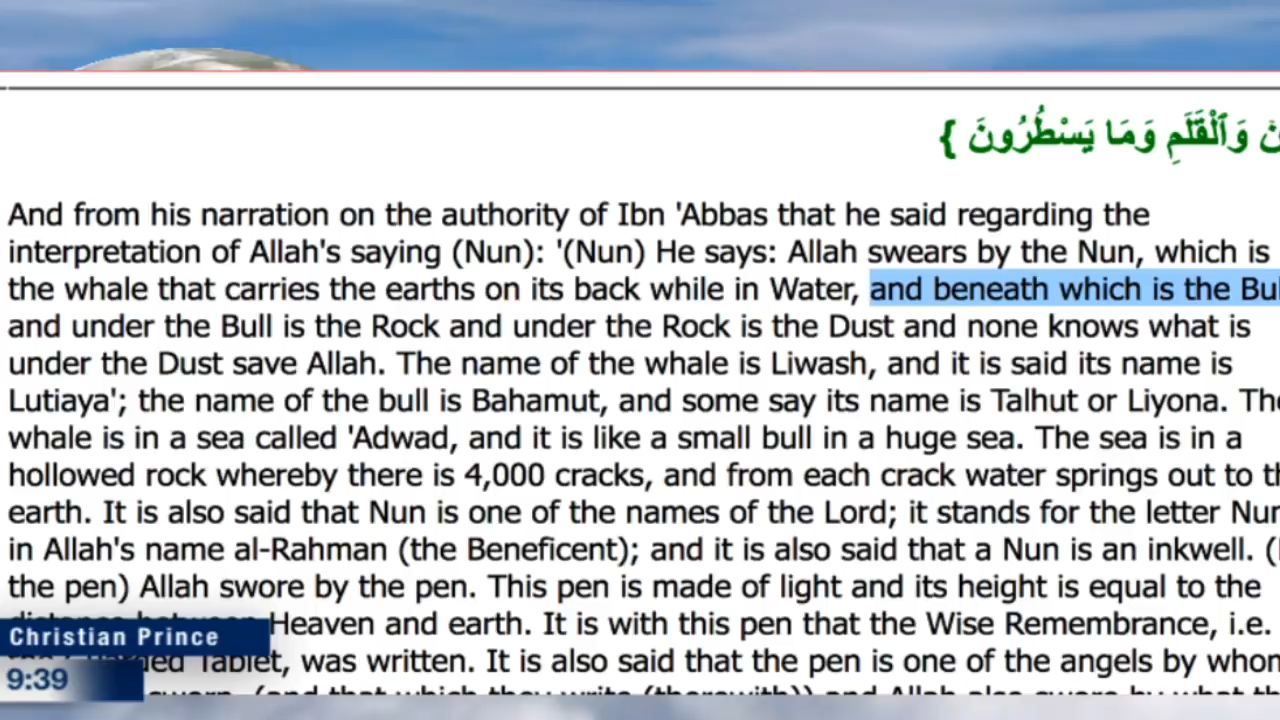 وَٱلْقَلَمِ وَمَا يَسْطُرُونَ }
And from his narration on the authority of Ibn 'Abbas that he said regarding the
interpretation of Allah's saying (Nun): '(Nun) He says: Allah swears by the Nun, which is
the whale that carries the earths on its back while in Water, and beneath which is the
and under the Bull is the Rock and under the Rock is the Dust and none knows what is
under the Dust save Allah. The name of the whale is Liwash, and it is said its name is
Lutiaya'; the name of the bull is Bahamut, and some say its name is Talhut or Liyona.
whale is in a sea called 'Adwad, and it is like a small bull in a huge sea. The sea is in a
hollowed rock whereby there is 4,000 cracks, and from each crack water springs out to
earth. It is also said that Nun is one of the names of the Lord; it stands for the letter
in Allah's name al-Rahman (the Beneficent); and it is also said that a Nun is an inkwell.
the pen) Allah swore by the pen. This pen is made of light and its height is equal to the
Heaven and earth. It is with this pen that the Wise Remembrance, i.e.
Christian Prince
Tablet, was written. It is also said that the pen is one of the angels by
9:39
(and that which they write (therewith)) and Allah also swore by what